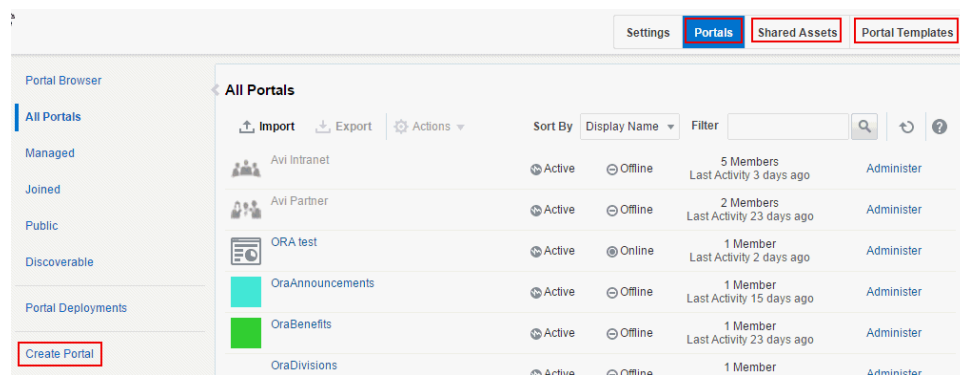 Settings Portals Shared Assets Portal Templates
Portal Browser
All Portals
Managed
Joined
Public
Discoverable
Portal Deployments
Create Portal
All Portals
Import Export Actions Sort By Display Name Filter
Avi Intranet Active Offline 5 Members Administer
Last Activity 3 days ago
Avi Partner Active Offline 2 Members Administer
Last Activity 23 days ago
ORA test Active Online 1 Member Administer
Last Activity 2 days ago
OraAnnouncements Active Offline 1 Member Administer
Last Activity 15 days ago
OraBenefits Active Offline 1 Member Administer
Last Activity 23 days ago
OraDivisions Active Offline 1 Member Administer